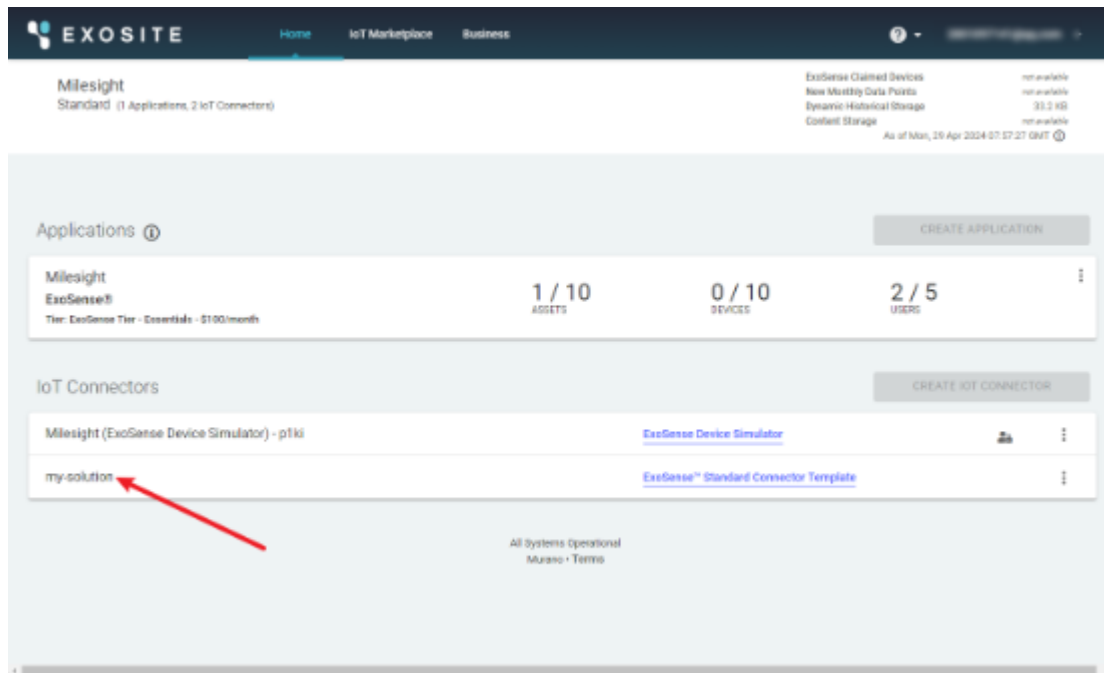 EXOSITE
Home IoT Marketplace Business
Milesight
Standard (1 Applications, 2 IoT Connectors)
ExoSense Claimed Devices not available
New Monthly Data Points not available
Dynamic Historical Storage 33.2 KB
Content Storage not available
As of Mon, 29 Apr 2024 07:57:27 GMT
Applications
CREATE APPLICATION
Milesight
ExoSense®
Tier: ExoSense Tier - Essentials - $100/month
1 / 10
ASSETS
0 / 10
DEVICES
2 / 5
USERS
IoT Connectors
CREATE IOT CONNECTOR
Milesight (ExoSense Device Simulator) - p1ki ExoSense Device Simulator
my-solution ExoSense™ Standard Connector Template
All Systems Operational
Murano • Terms